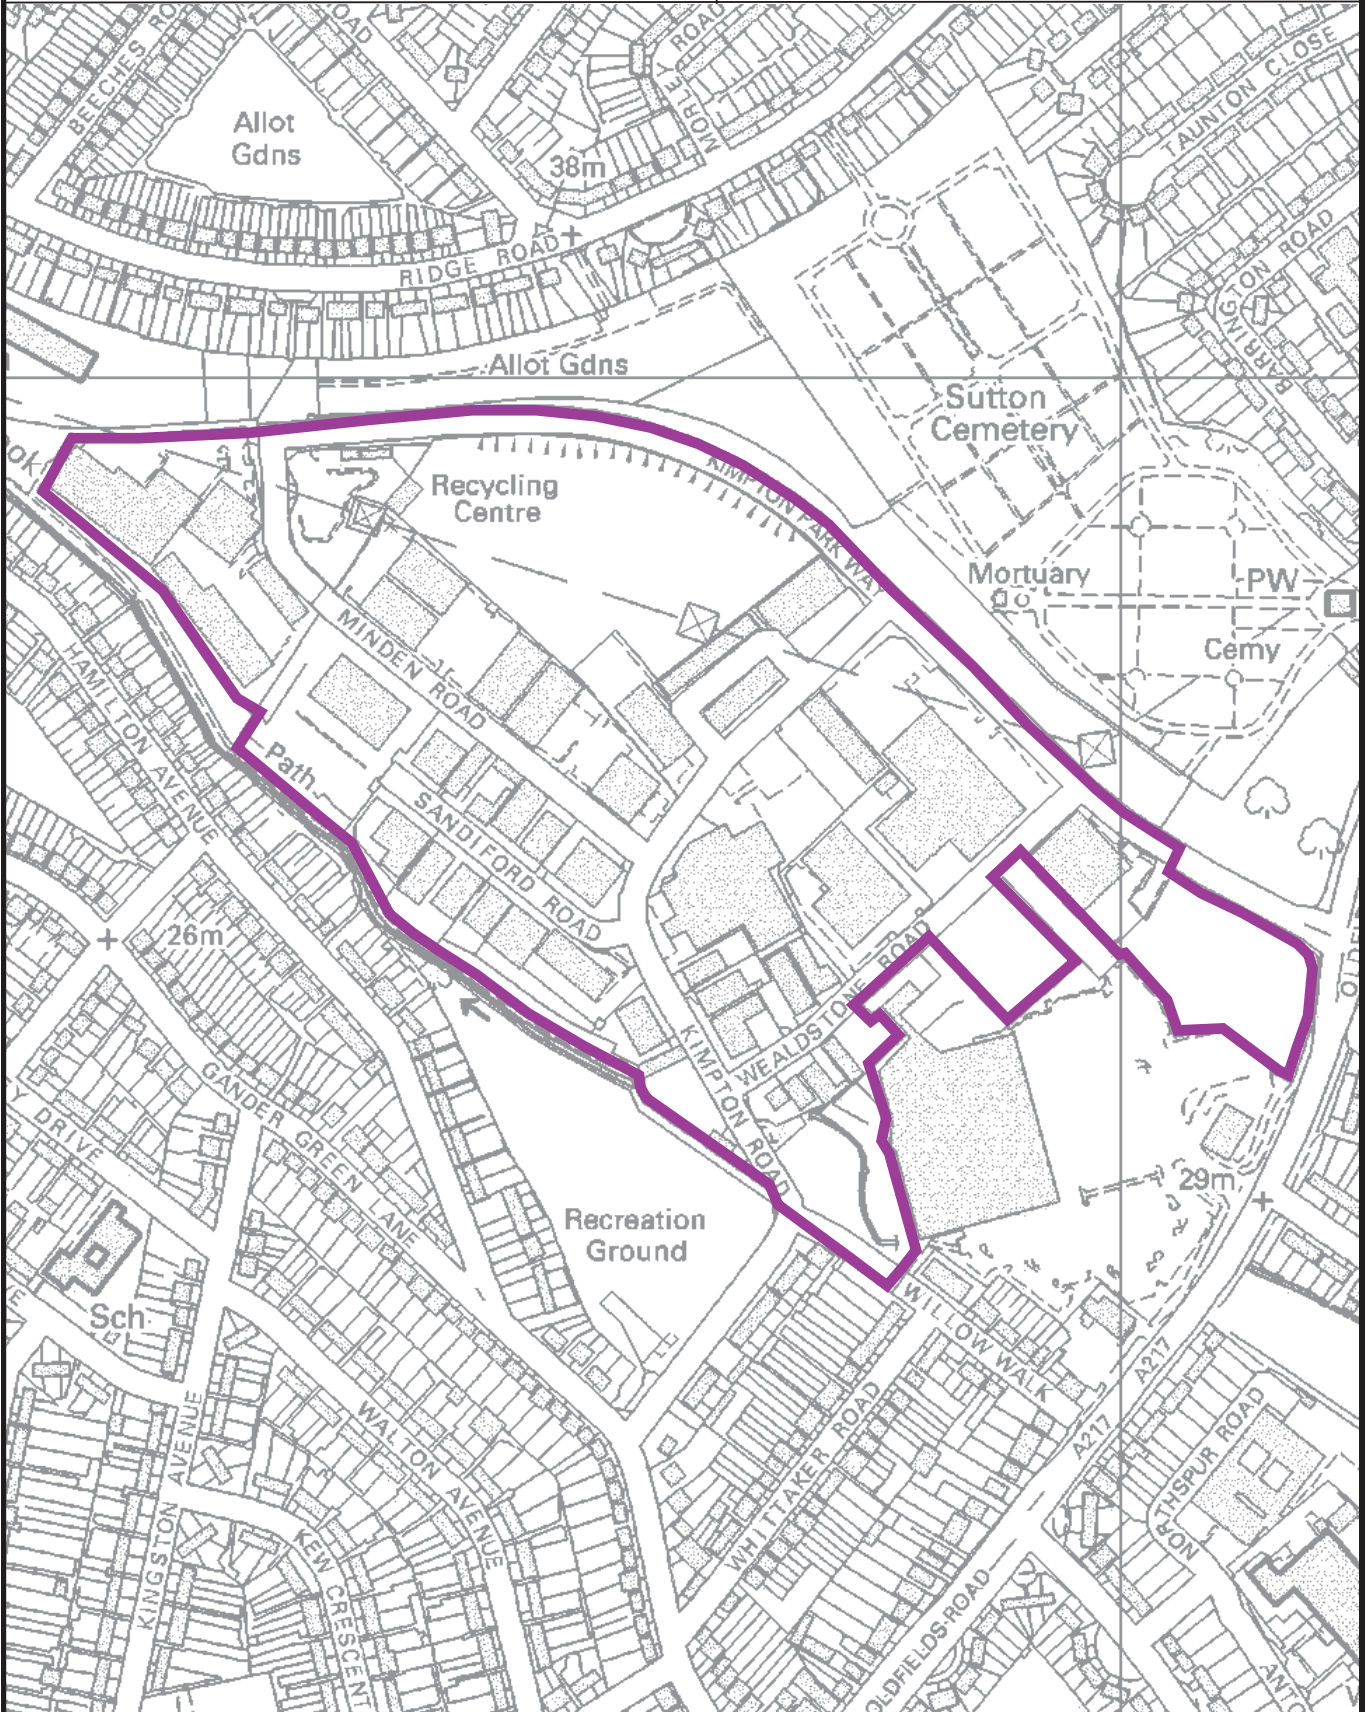 BEECHES
ROAD
MORLEY ROAD
TAUNTON CLOSE
Allot
Gdns
38m
RIDGE ROAD
BARRINGTON ROAD
Allot Gdns
Sutton
Cemetery
KIMPTON PARK WAY
Recycling
Centre
Mortuary
PW
Cemy
MINDEN ROAD
HAMILTON AVENUE
Path
SANDIFORD ROAD
26m
WEALDSTONE ROAD
KIMPTON ROAD
GANDER GREEN LANE
Y DRIVE
29m
Recreation
Ground
Sch
WILLOW WALK
A217
A217
KINGSTON AVENUE
WALTON AVENUE
WHITTAKER ROAD
THSPUR ROAD
KEW CRESCENT
OLDFIELDS ROAD
ANTO